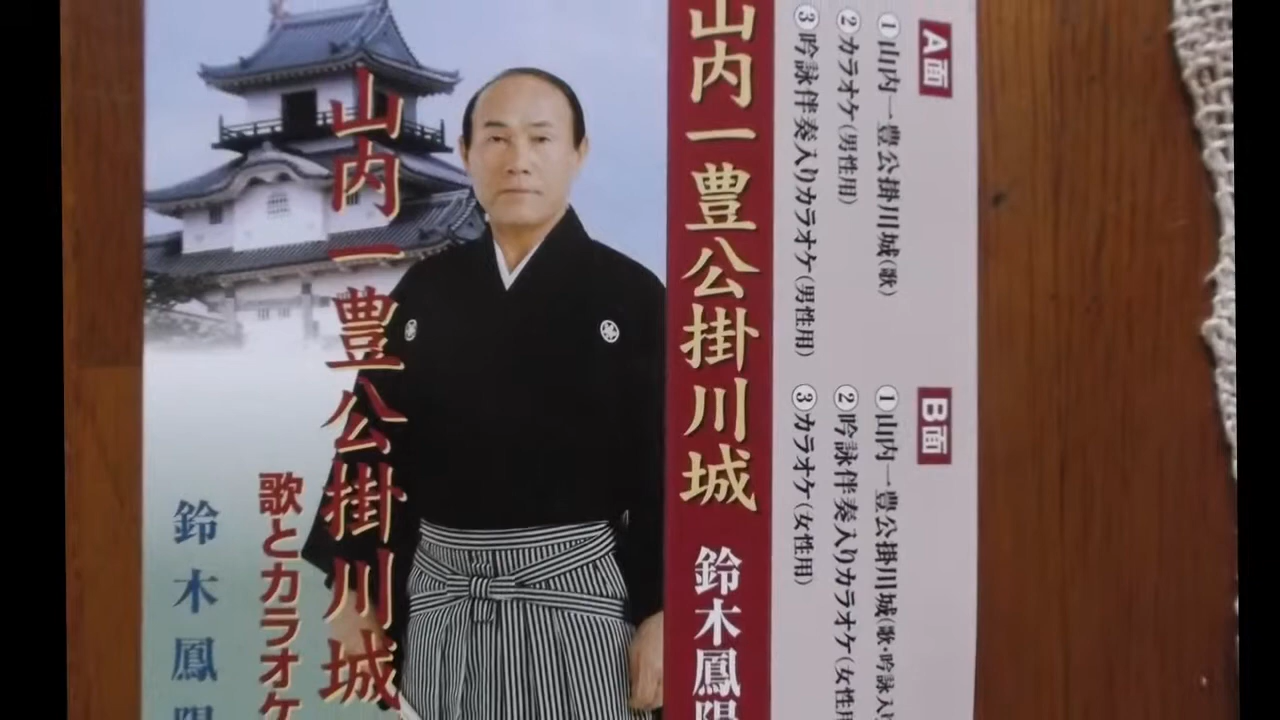 山内一豊公掛川城
歌とカラオケ
鈴木鳳陽
山内一豊公掛川城 鈴木鳳陽
A面
①山内一豊公掛川城(歌)
②カラオケ(男性用)
③吟詠伴奏入りカラオケ(男性用)
B面
①山内一豊公掛川城(歌・吟詠入
②吟詠伴奏入りカラオケ(女性用
③カラオケ(女性用)